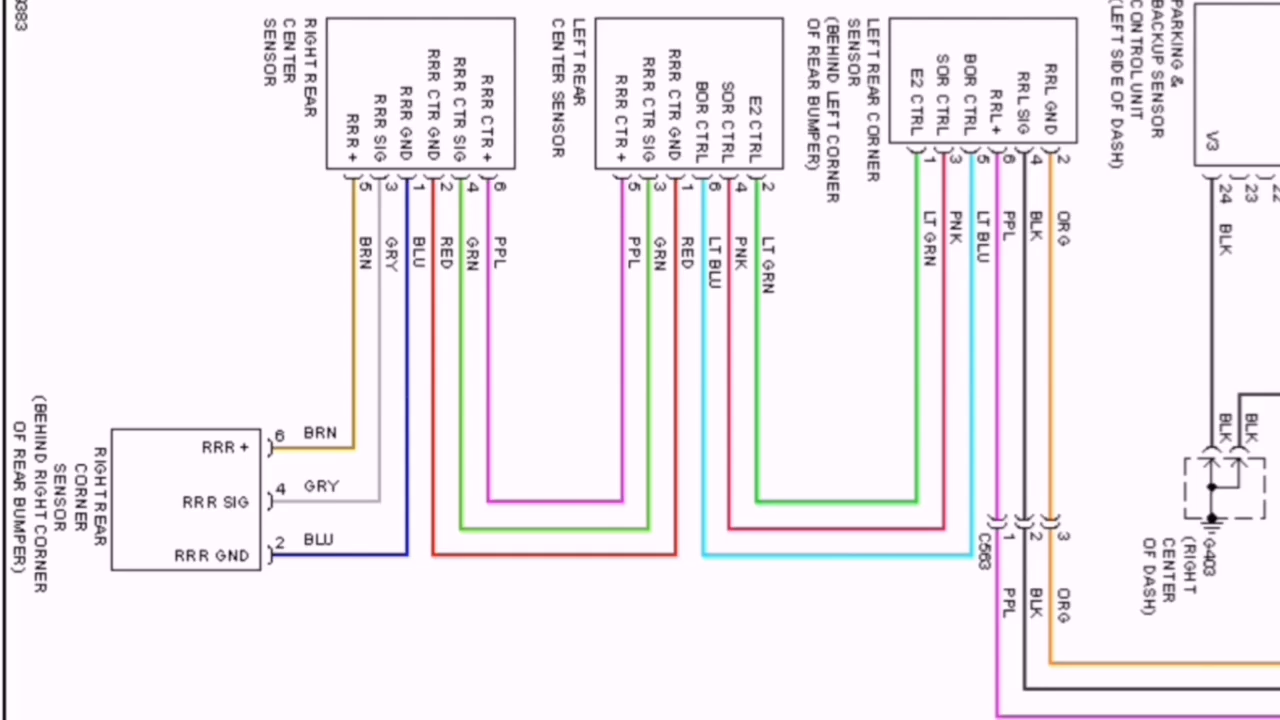 9383
RIGHT REAR
CENTER
SENSOR
RRR +
RRR SIG
RRR GND
RRR CTR GND
RRR CTR SIG
RRR CTR +
5
3
1
2
4
6
BRN
GRY
BLU
RED
GRN
PPL
LEFT REAR
CENTER SENSOR
RRR CTR +
RRR CTR SIG
RRR CTR GND
BOR CTRL
SOR CTRL
E2 CTRL
5
3
1
6
4
2
PPL
GRN
RED
LT BLU
PNK
LT GRN
LEFT REAR CORNER
SENSOR
(BEHIND LEFT CORNER
OF REAR BUMPER)
E2 CTRL
SOR CTRL
BOR CTRL
RRL +
RRL SIG
RRL GND
1
3
5
6
4
2
LT GRN
PNK
LT BLU
PPL
BLK
ORG
C563
1
2
3
PPL
BLK
ORG
PARKING &
BACKUP SENSOR
CONTROL UNIT
(LEFT SIDE OF DASH)
V3
24
23
22
BLK
BLK
BLK
G403
(RIGHT
CENTER
OF DASH)
RIGHT REAR
CORNER
SENSOR
(BEHIND RIGHT CORNER
OF REAR BUMPER)
RRR +
6
BRN
RRR SIG
4
GRY
RRR GND
2
BLU